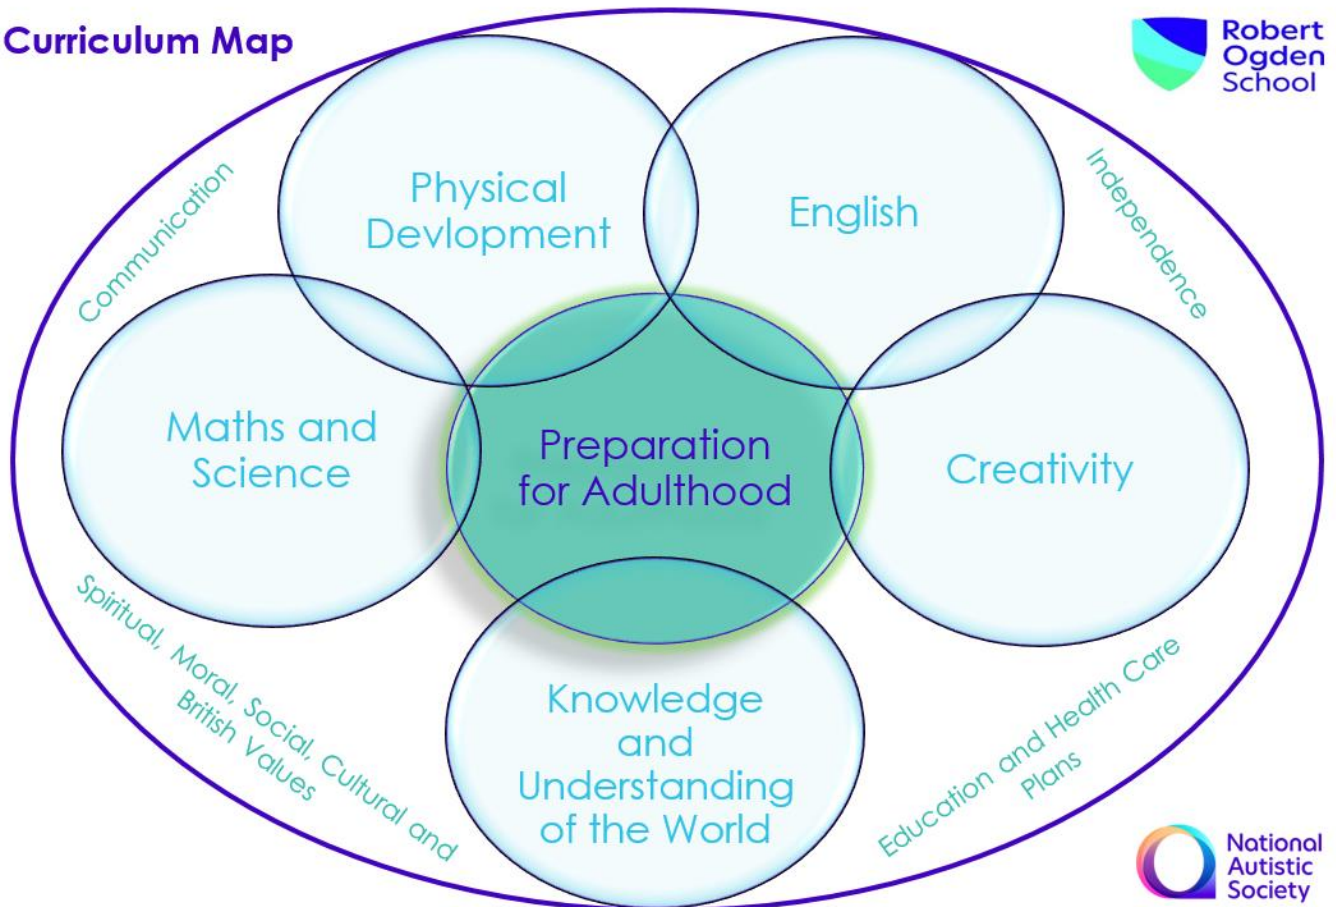 Curriculum Map
Robert
Ogden
School
Communication
Physical
Devlopment
English
Independence
Maths and
Science
Preparation
for Adulthood
Creativity
Spiritual, Moral, Social, Cultural and
British Values
Knowledge
and
Understanding
of the World
Education and Health Care
Plans
National
Autistic
Society